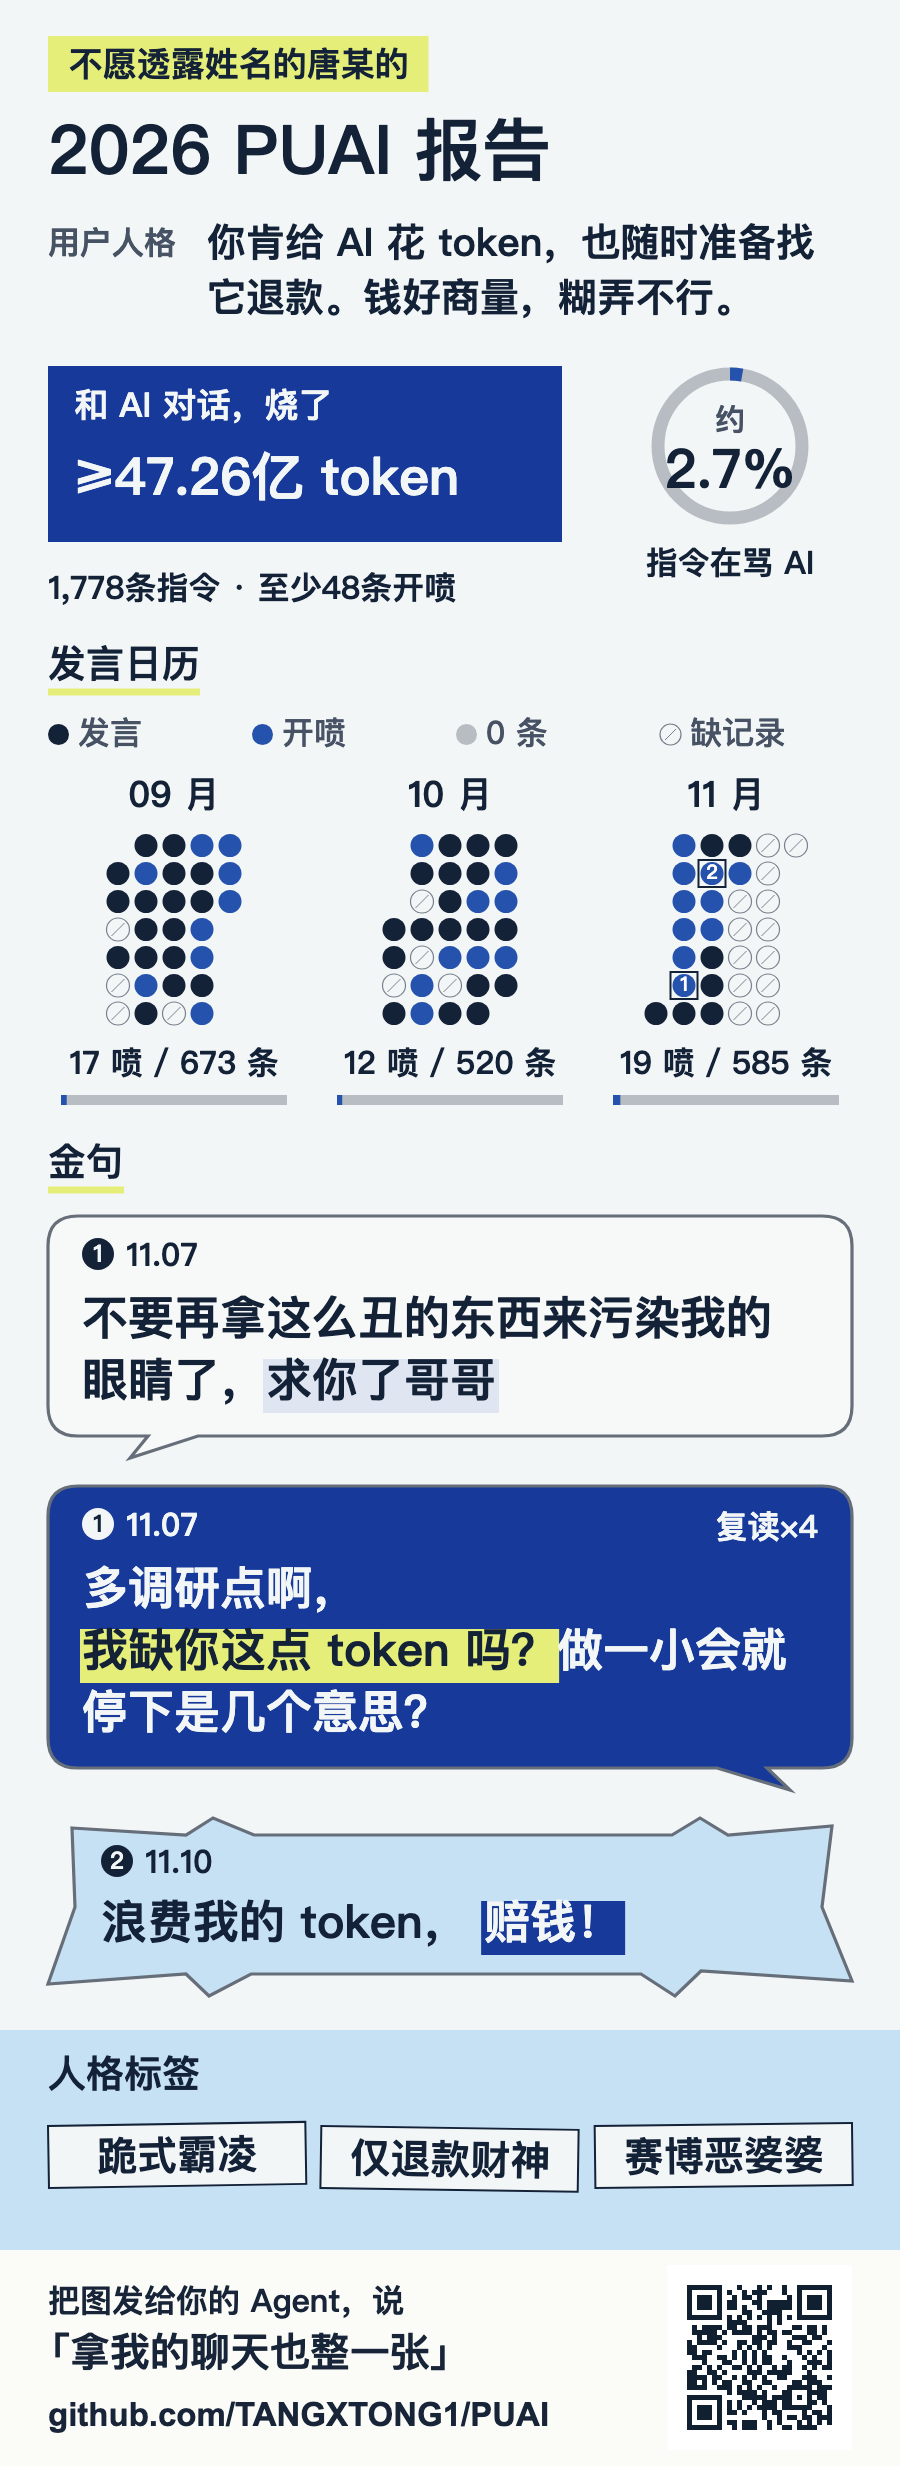 不愿透露姓名的唐某的
2026 PUAI 报告
用户人格
你肯给 AI 花 token，也随时准备找
它退款。钱好商量，糊弄不行。
和 AI 对话，烧了
≥47.26亿 token
约
2.7%
指令在骂 AI
1,778条指令 · 至少48条开喷
发言日历
发言 开喷 0 条 缺记录
09 月 10 月 11 月
2
1
17 喷 / 673 条 12 喷 / 520 条 19 喷 / 585 条
金句
1 11.07
不要再拿这么丑的东西来污染我的
眼睛了，求你了哥哥
1 11.07 复读×4
多调研点啊，
我缺你这点 token 吗？做一小会就
停下是几个意思？
2 11.10
浪费我的 token，赔钱！
人格标签
跪式霸凌 仅退款财神 赛博恶婆婆
把图发给你的 Agent，说
「拿我的聊天也整一张」
github.com/TANGXTONG1/PUAI